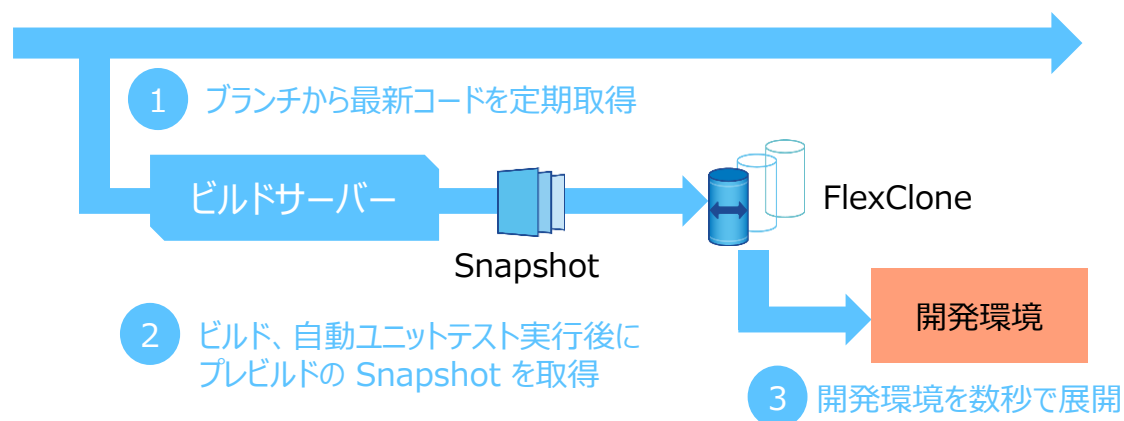 1 ブランチから最新コードを定期取得
ビルドサーバー
FlexClone
Snapshot
開発環境
2 ビルド、自動ユニットテスト実行後に
プレビルドの Snapshot を取得
3 開発環境を数秒で展開